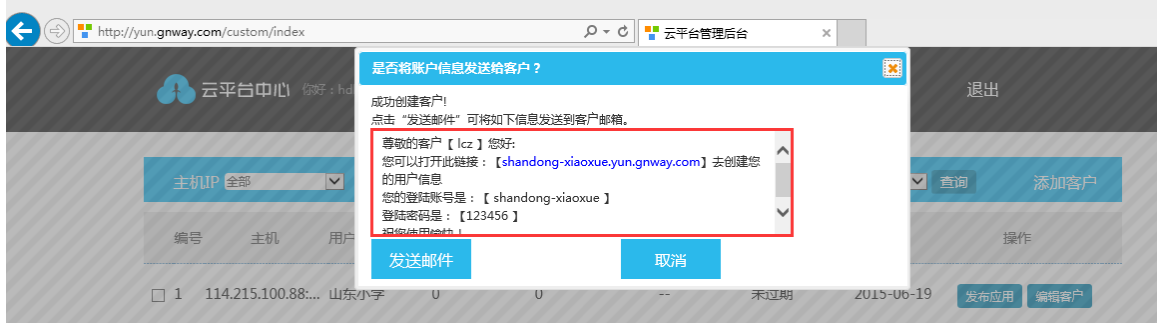 http://yun.gnway.com/custom/index
云平台管理后台
云平台中心 你好：hd
是否将账户信息发送给客户？
退出
成功创建客户!
点击“发送邮件”可将如下信息发送到客户邮箱。
尊敬的客户【 lcz 】您好:
您可以打开此链接：【shandong-xiaoxue.yun.gnway.com】去创建您
的用户信息
您的登陆账号是：【 shandong-xiaoxue 】
登陆密码是：【123456 】
祝您使用愉快！
发送邮件 取消
主机IP 全部 查询 添加客户
编号 主机 用户 操作
1 114.215.100.88:... 山东小学 0 0 -- 未过期 2015-06-19 发布应用 编辑客户